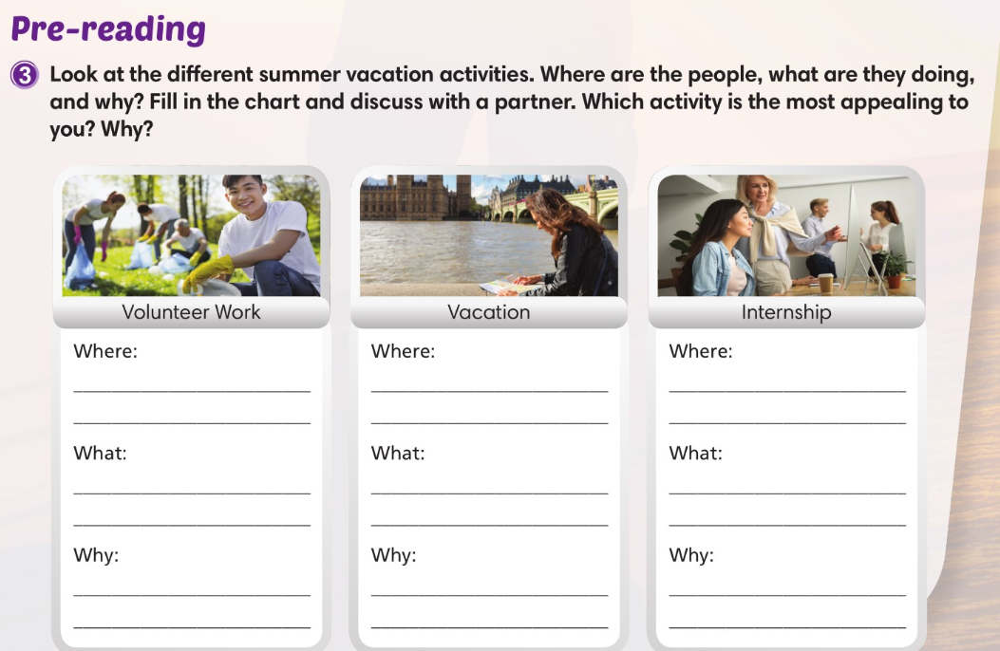 Pre-reading
3 Look at the different summer vacation activities. Where are the people, what are they doing,
and why? Fill in the chart and discuss with a partner. Which activity is the most appealing to
you? Why?
Volunteer Work
Vacation
Internship
Where:
Where:
Where:
What:
What:
What:
Why:
Why:
Why: